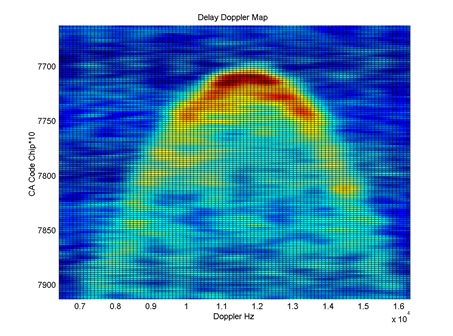 Delay Doppler Map
CA Code Chip*10
7700
7750
7800
7850
7900
0.7 0.8 0.9 1 1.1 1.2 1.3 1.4 1.5 1.6
Doppler Hz
x 10^4